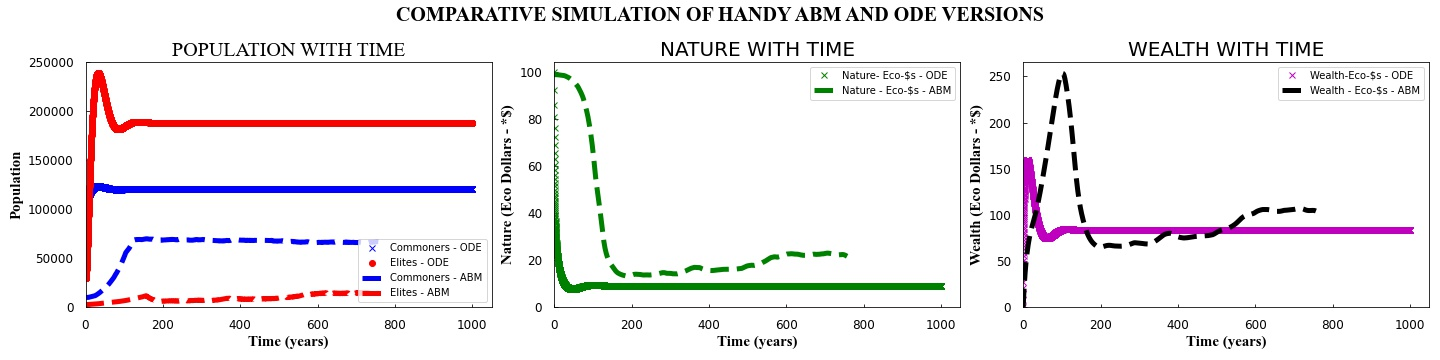 COMPARATIVE SIMULATION OF HANDY ABM AND ODE VERSIONS
POPULATION WITH TIME
250000
200000
150000
100000
50000
0
Population
0 200 400 600 800 1000
Time (years)
Commoners - ODE
Elites - ODE
Commoners - ABM
Elites - ABM
NATURE WITH TIME
100
80
60
40
20
0
Nature (Eco Dollars - *$)
0 200 400 600 800 1000
Time (years)
Nature- Eco-$s - ODE
Nature - Eco-$s - ABM
WEALTH WITH TIME
250
200
150
100
50
0
Wealth (Eco Dollars - *$)
0 200 400 600 800 1000
Time (years)
Wealth-Eco-$s - ODE
Wealth - Eco-$s - ABM